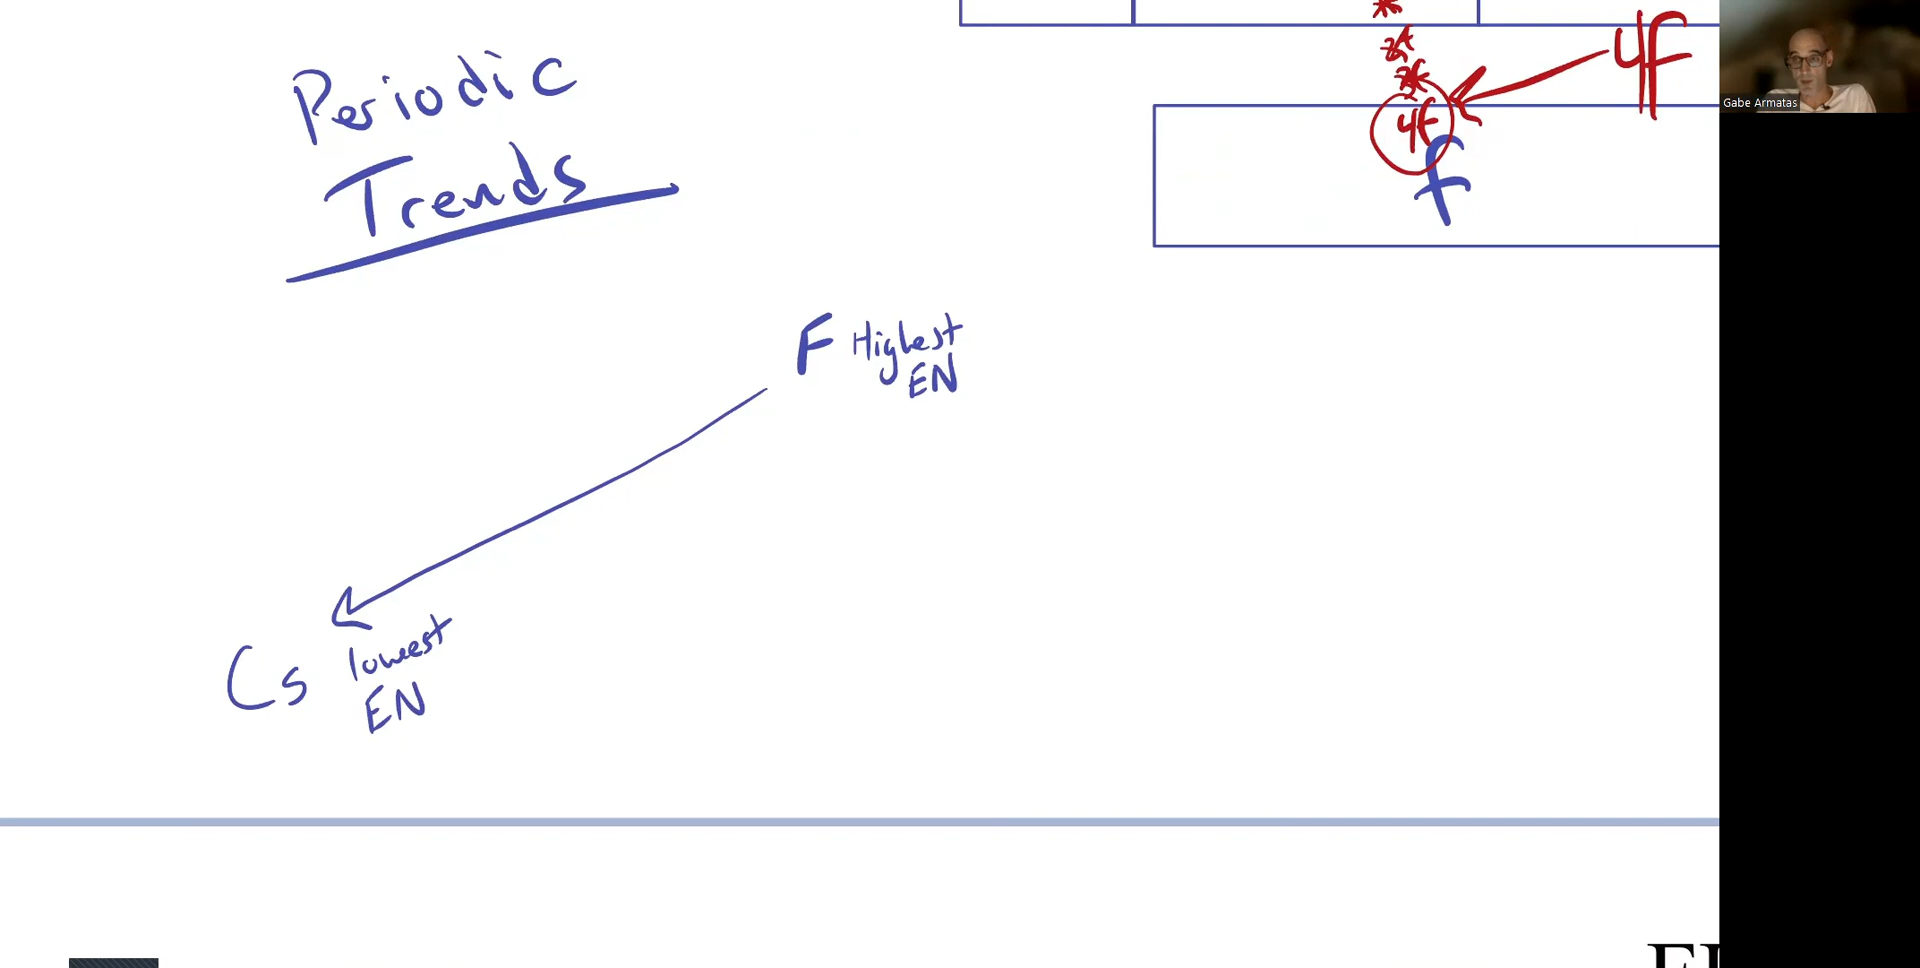 Periodic
Trends
4f
4f
f
Gabe Armatas
F Highest
EN
Cs lowest
EN